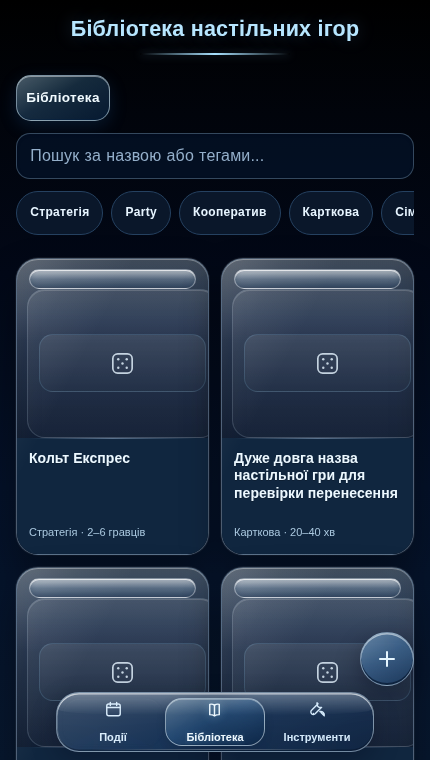 Бібліотека настільних ігор
Бібліотека
Пошук за назвою або тегами...
Стратегія
Party
Кооператив
Карткова
Сім
Кольт Експрес
Стратегія · 2–6 гравців
Дуже довга назва
настільної гри для
перевірки перенесення
Карткова · 20–40 хв
Події
Бібліотека
Інструменти